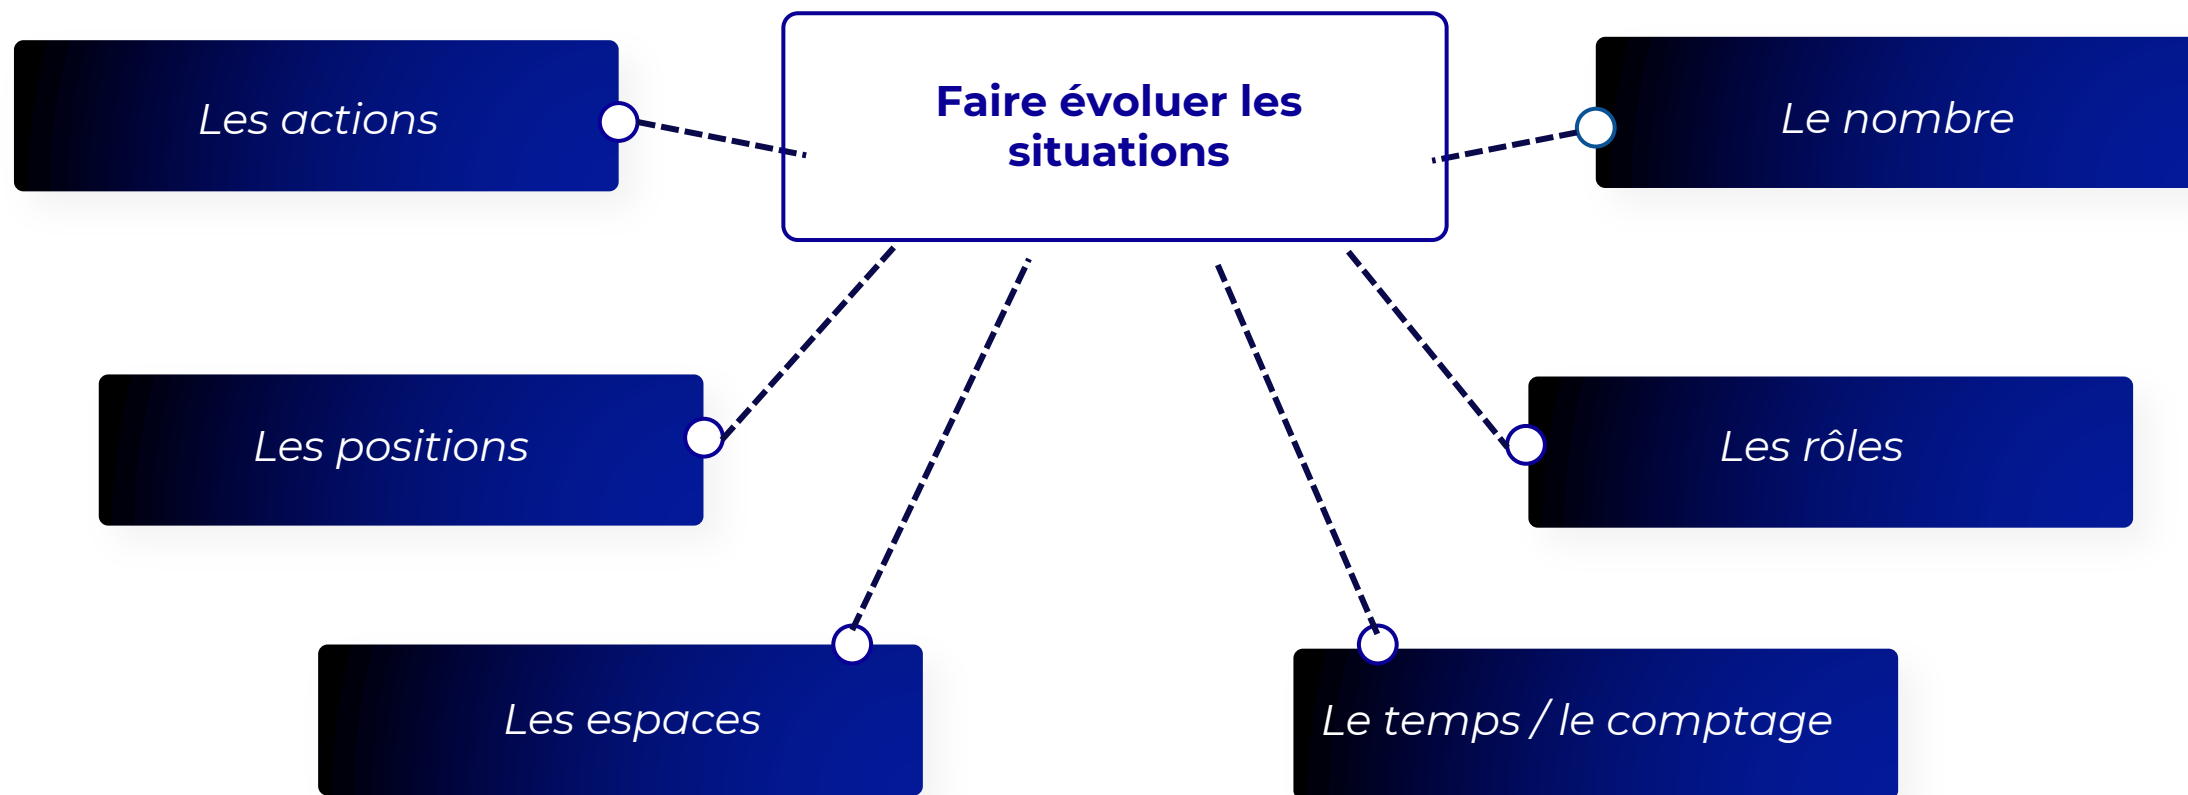 Les actions
Faire évoluer les
situations
Le nombre
Les positions
Les rôles
Les espaces
Le temps / le comptage